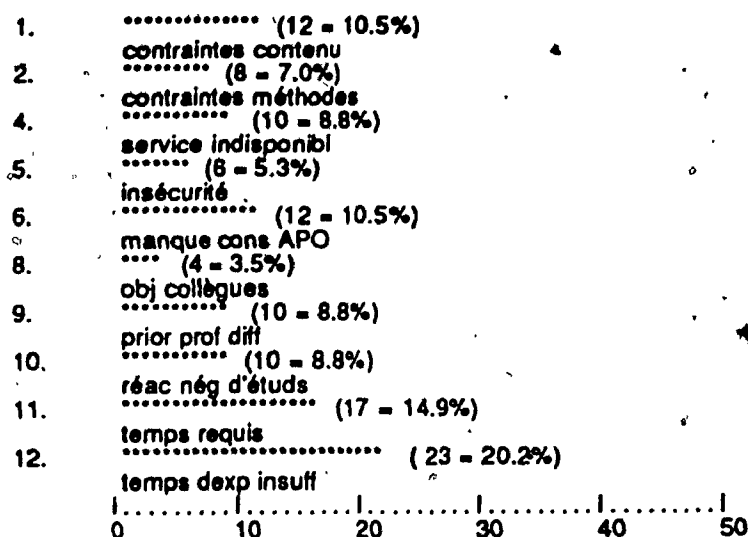 1. ············ (12 = 10.5%)
contraintes contenu
2. ········ (8 = 7.0%)
contraintes méthodes
4. ·········· (10 = 8.8%)
service indisponibl
5. ······ (6 = 5.3%)
insécurité
6. ············ (12 = 10.5%)
manque cons APO
8. ···· (4 = 3.5%)
obj collègues
9. ·········· (10 = 8.8%)
prior prof diff
10. ·········· (10 = 8.8%)
réac nég d'études
11. ················· (17 = 14.9%)
temps requis
12. ······················· ( 23 = 20.2%)
temps dexp insuff
0 10 20 30 40 50